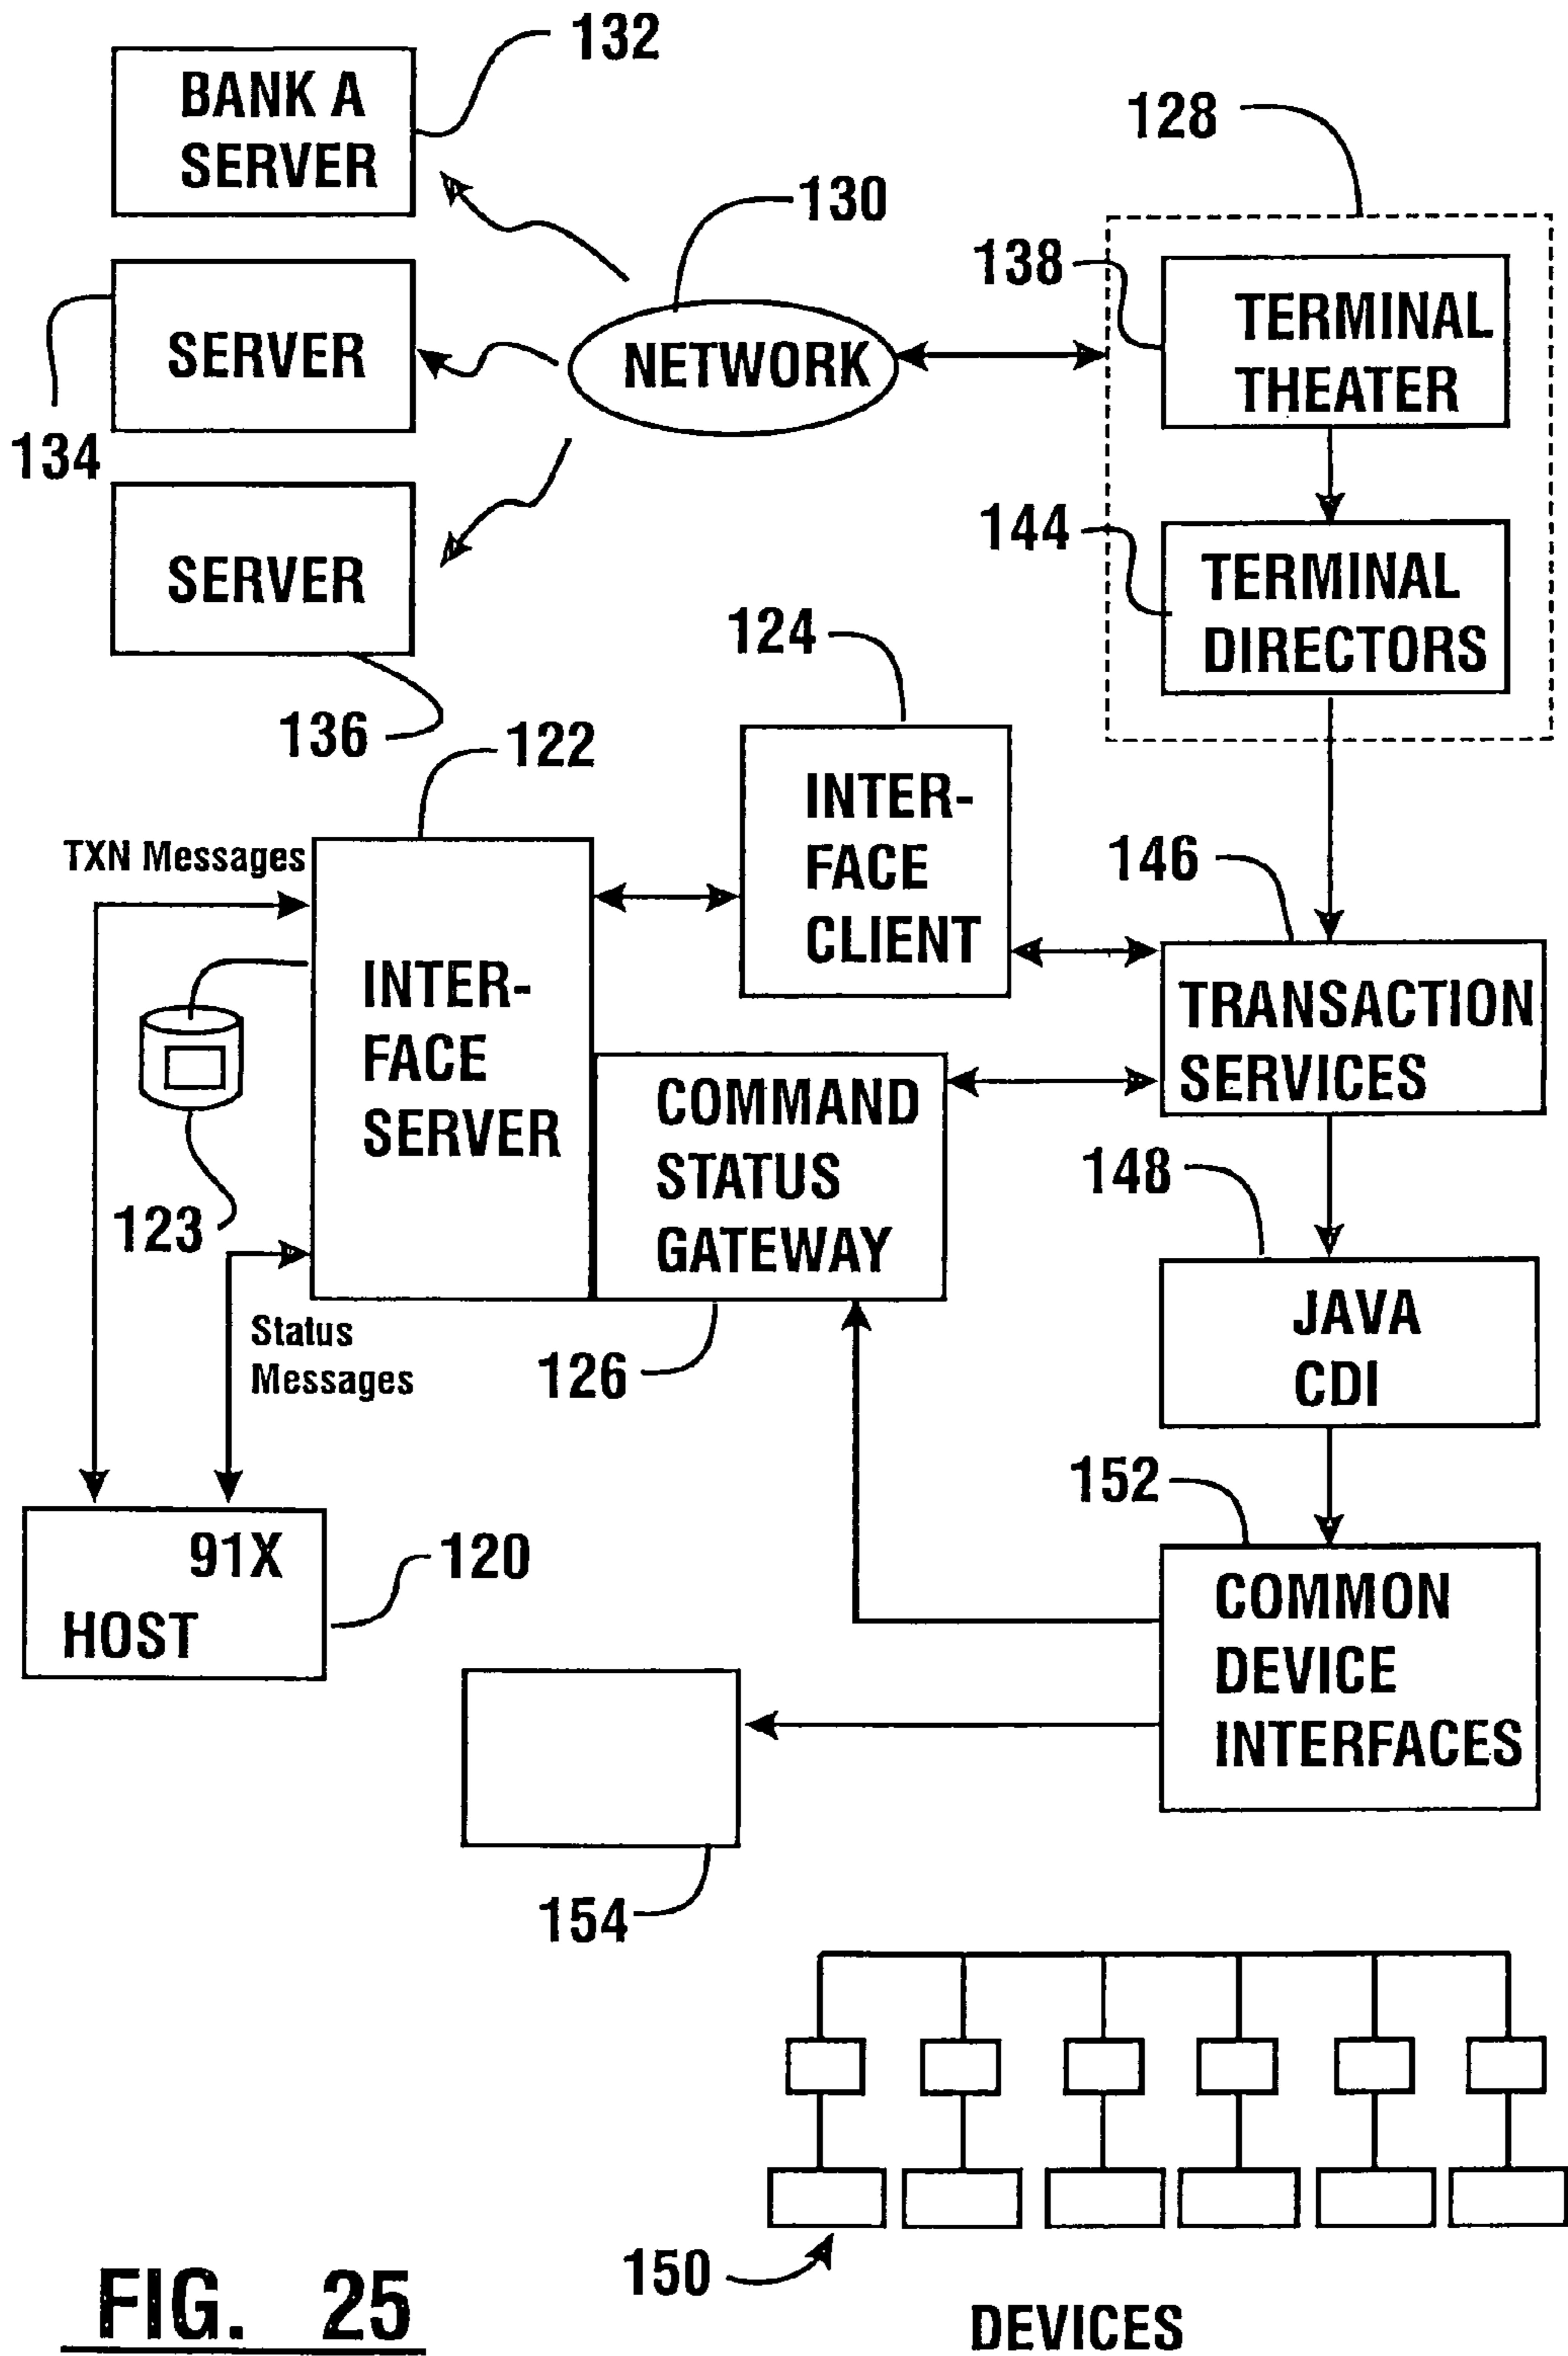 132
BANK A
SERVER
128
130
138
TERMINAL
THEATER
SERVER
NETWORK
134
144
TERMINAL
DIRECTORS
SERVER
124
136
122
INTER-
FACE
CLIENT
TXN Messages
146
INTER-
FACE
SERVER
TRANSACTION
SERVICES
COMMAND
STATUS
GATEWAY
123
148
Status
Messages
126
JAVA
CDI
152
91X
HOST
120
COMMON
DEVICE
INTERFACES
154
150
DEVICES
FIG. 25